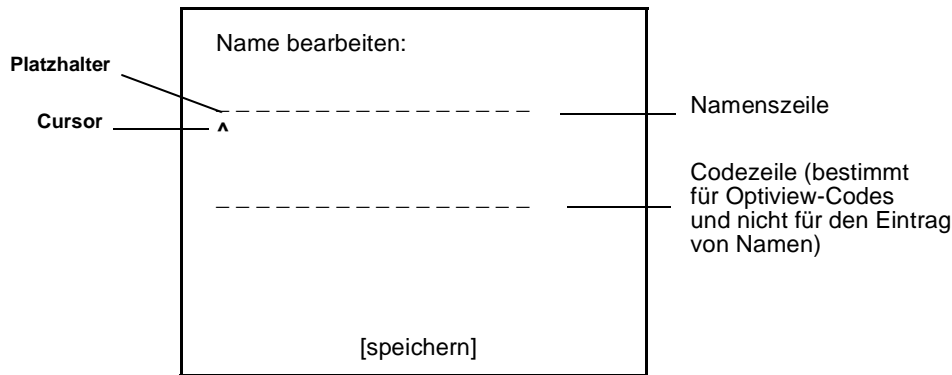 Name bearbeiten:
Platzhalter
_ _ _ _ _ _ _ _ _ _ _ _ _ _ _ _ _
Namenszeile
Cursor
^
Codezeile (bestimmt
für Optiview-Codes
und nicht für den Eintrag
von Namen)
_ _ _ _ _ _ _ _ _ _ _ _ _ _ _ _ _
[speichern]